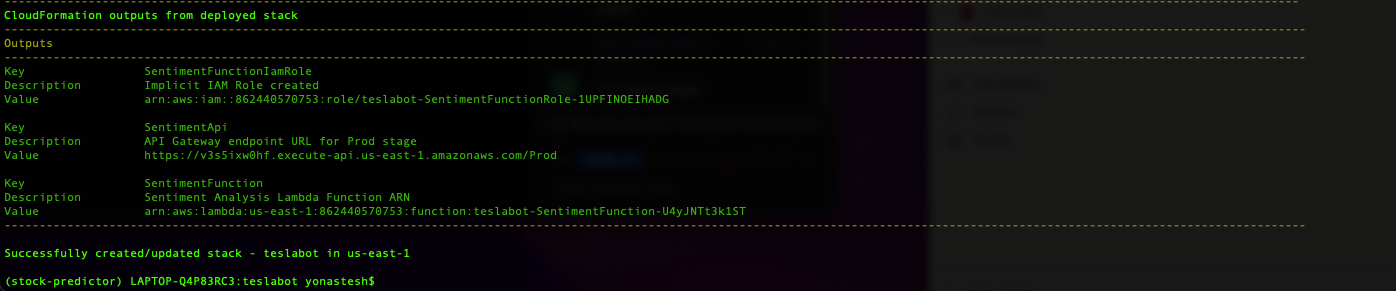 CloudFormation outputs from deployed stack
Outputs
Key SentimentFunctionIamRole
Description Implicit IAM Role created
Value arn:aws:iam::862440570753:role/teslabot-SentimentFunctionRole-1UPFINOEIHADG
Key SentimentApi
Description API Gateway endpoint URL for Prod stage
Value https://v3s5ixw0hf.execute-api.us-east-1.amazonaws.com/Prod
Key SentimentFunction
Description Sentiment Analysis Lambda Function ARN
Value arn:aws:lambda:us-east-1:862440570753:function:teslabot-SentimentFunction-U4yJNTt3k1ST
Successfully created/updated stack - teslabot in us-east-1
(stock-predictor) LAPTOP-Q4P83RC3:teslabot yonastesh$